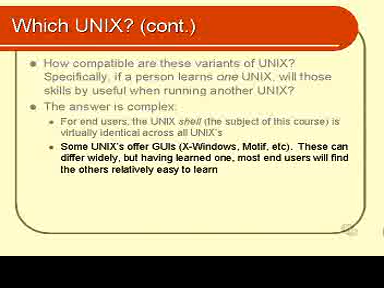 Which UNIX? (cont.)
How compatible are these variants of UNIX?
Specifically, if a person learns one UNIX, will those
skills by useful when running another UNIX?
The answer is complex:
For end users, the UNIX shell (the subject of this course) is
virtually identical across all UNIX's
Some UNIX's offer GUIs (X-Windows, Motif, etc). These can
differ widely, but having learned one, most end users will find
the others relatively easy to learn